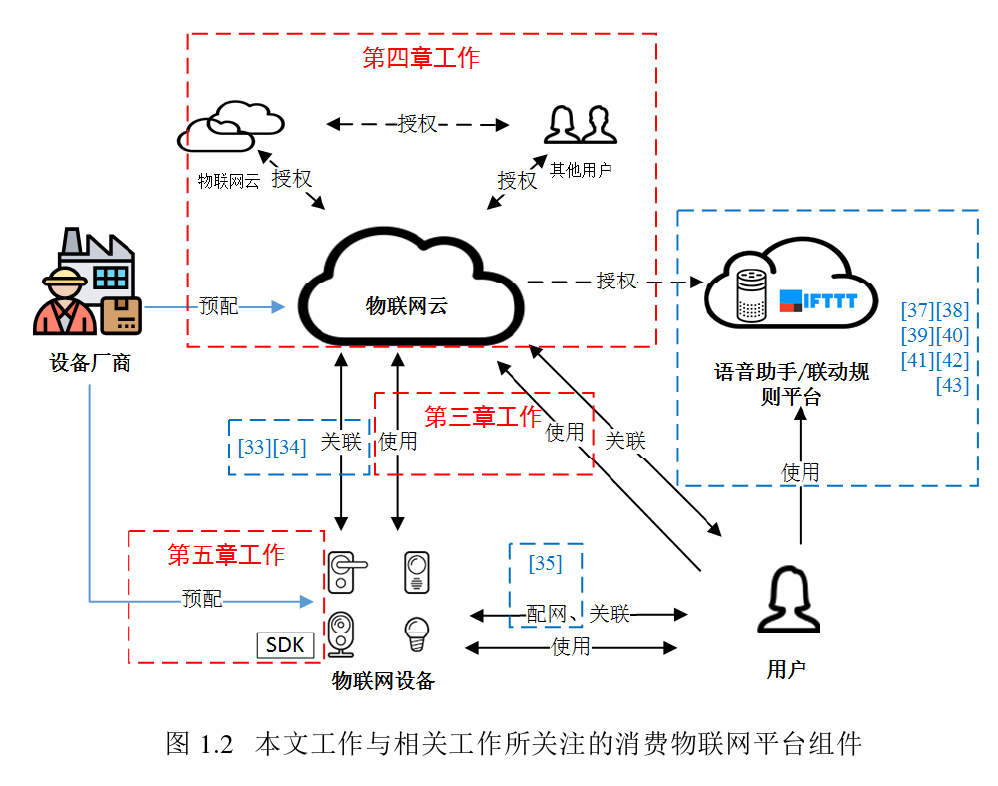 第四章工作
授权
物联网云
授权
授权
其他用户
设备厂商
预配
物联网云
授权
IFTTT
[37][38]
[39][40]
[41][42]
[43]
语音助手/联动规
则平台
第三章工作
[33][34]
关联
使用
使用
关联
使用
第五章工作
预配
SDK
物联网设备
[35]
配网、关联
使用
用户
图 1.2 本文工作与相关工作所关注的消费物联网平台组件